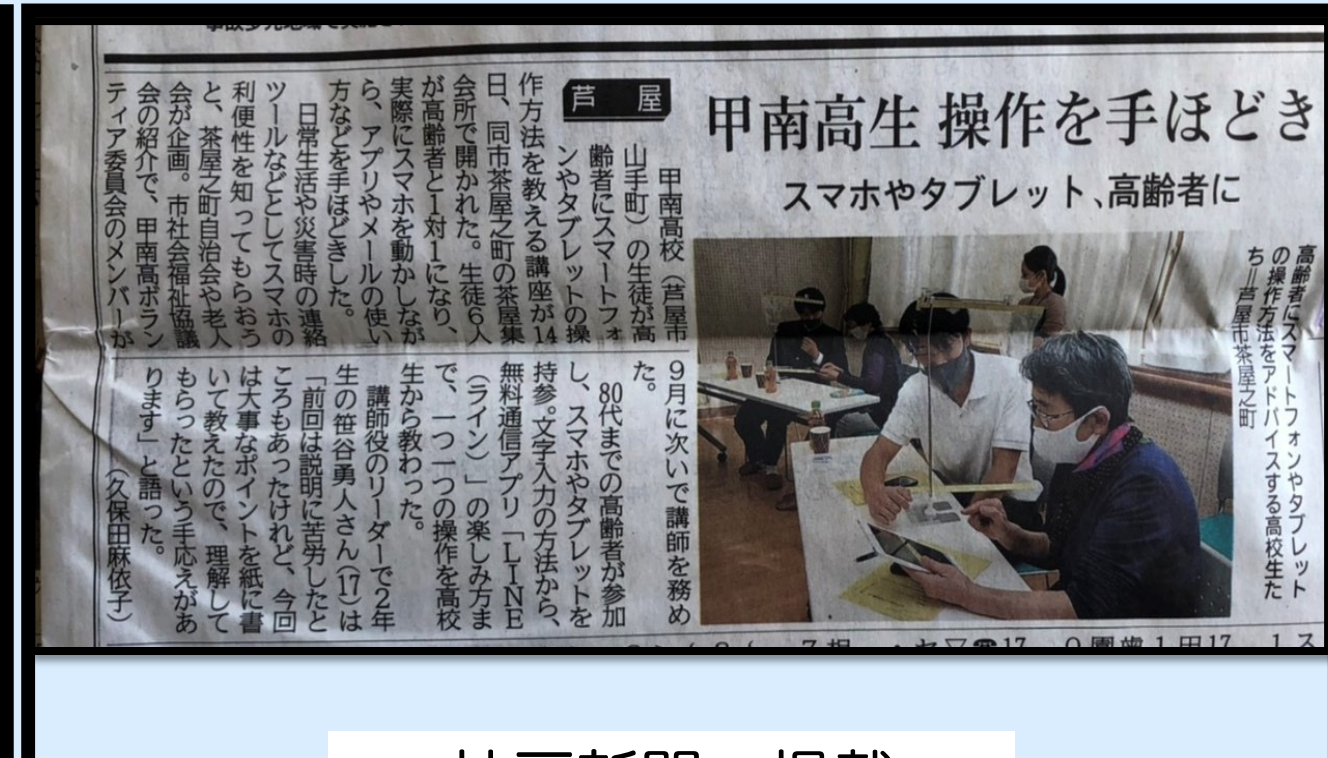 甲南高生 操作を手ほどき
スマホやタブレット、高齢者に
高齢者にスマートフォンやタブレット
の操作方法をアドバイスする高校生た
ち＝芦屋市茶屋之町
芦屋
甲南高校（芦屋市
山手町）の生徒が高
齢者にスマートフォ
ンやタブレットの操
作方法を教える講座が14
日、同市茶屋之町の茶屋集
会所で開かれた。生徒６人
が高齢者と１対１になり、
実際にスマホを動かしなが
ら、アプリやメールの使い
方などを手ほどきした。
日常生活や災害時の連絡
ツールなどとしてスマホの
利便性を知ってもらおう
と、茶屋之町自治会や老人
会が企画。市社会福祉協議
会の紹介で、甲南高ボラン
ティア委員会のメンバーが
９月に次いで講師を務め
た。
80代までの高齢者が参加
し、スマホやタブレットを
持参。文字入力の方法から、
無料通信アプリ「ＬＩＮＥ
（ライン）」の楽しみ方ま
で、一つ一つの操作を高校
生から教わった。
講師役のリーダーで２年
生の笹谷勇人さん(17)は
「前回は説明に苦労したと
ころもあったけれど、今回
は大事なポイントを紙に書
いて教えたので、理解して
もらったという手応えがあ
ります」と語った。
（久保田麻依子）